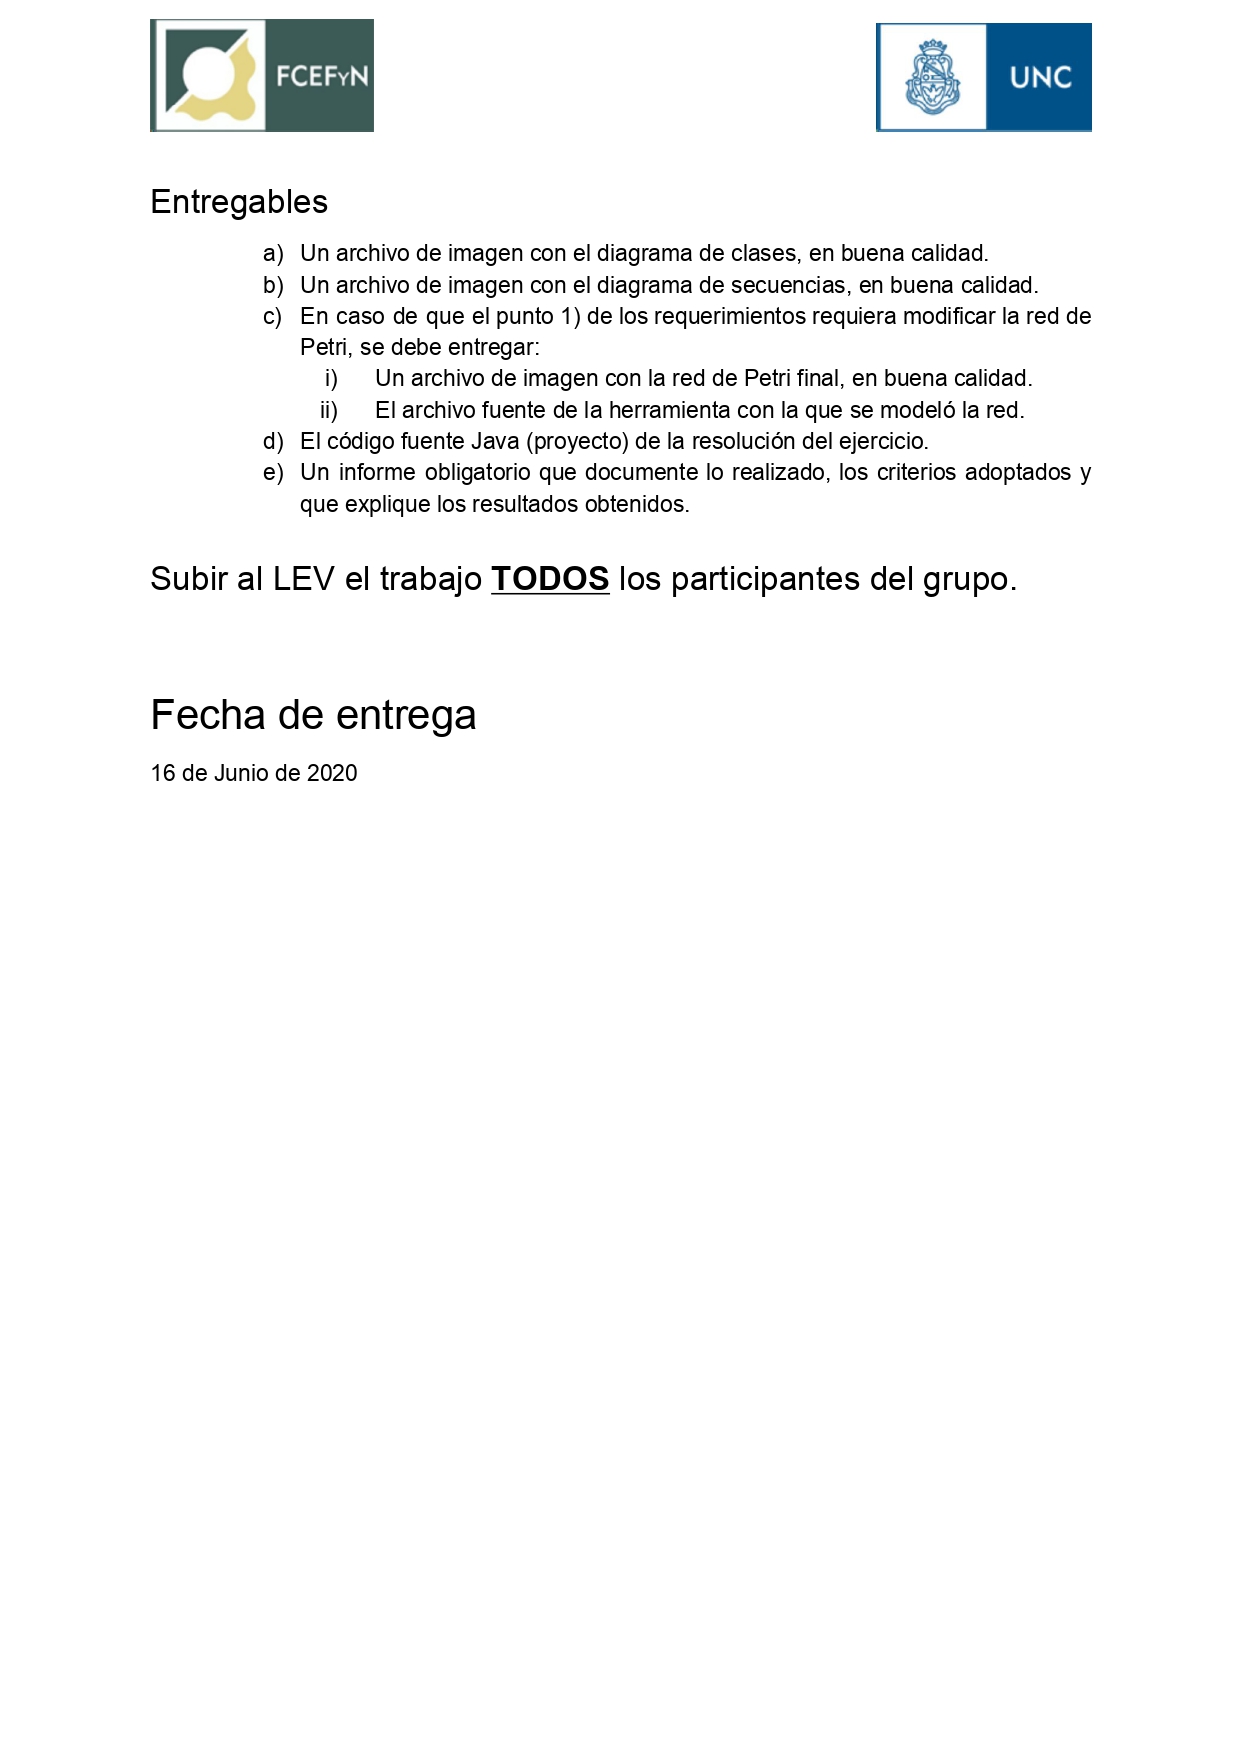 FCEFyN
UNC
Entregables
a) Un archivo de imagen con el diagrama de clases, en buena calidad.
b) Un archivo de imagen con el diagrama de secuencias, en buena calidad.
c) En caso de que el punto 1) de los requerimientos requiera modificar la red de
Petri, se debe entregar:
i) Un archivo de imagen con la red de Petri final, en buena calidad.
ii) El archivo fuente de la herramienta con la que se modeló la red.
d) El código fuente Java (proyecto) de la resolución del ejercicio.
e) Un informe obligatorio que documente lo realizado, los criterios adoptados y
que explique los resultados obtenidos.
Subir al LEV el trabajo TODOS los participantes del grupo.
Fecha de entrega
16 de Junio de 2020